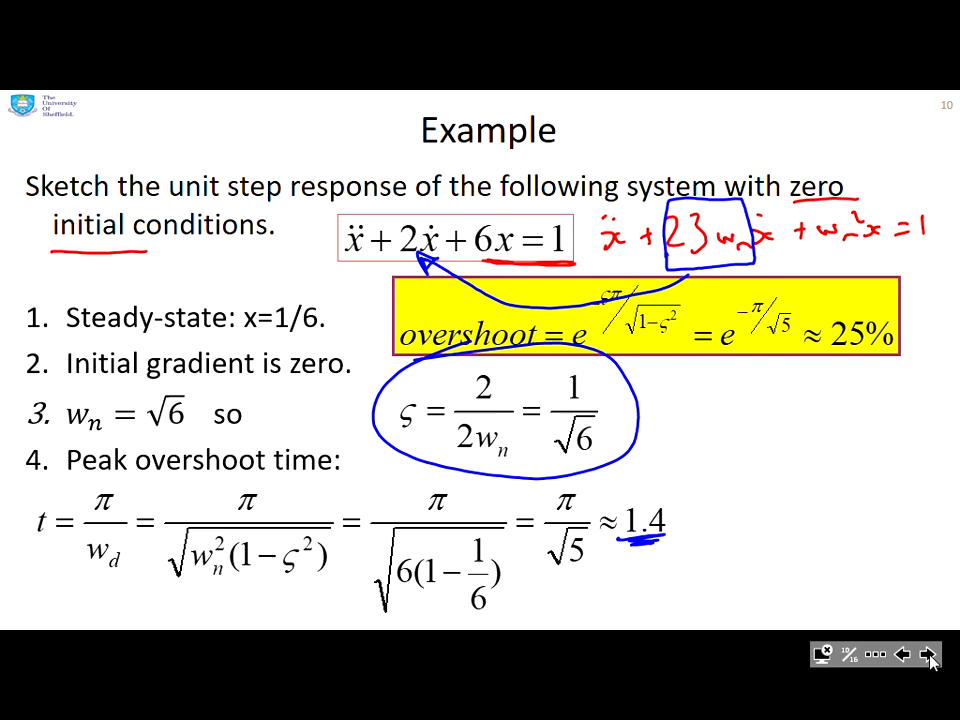 The
University
Of
Sheffield.
10
Example
Sketch the unit step response of the following system with zero
initial conditions.
ẍ + 2ẋ + 6x = 1
ẍ + 2ζwₙẋ + wₙ²x = 1
1. Steady-state: x=1/6.
overshoot = e^(−ςπ/√(1−ς²)) = e^(−π/√5) ≈ 25%
2. Initial gradient is zero.
3. wₙ = √6 so
ς = 2/(2wₙ) = 1/√6
4. Peak overshoot time:
t = π/w_d = π/√(wₙ²(1−ς²)) = π/√(6(1−1/6)) = π/√5 ≈ 1.4
10/16